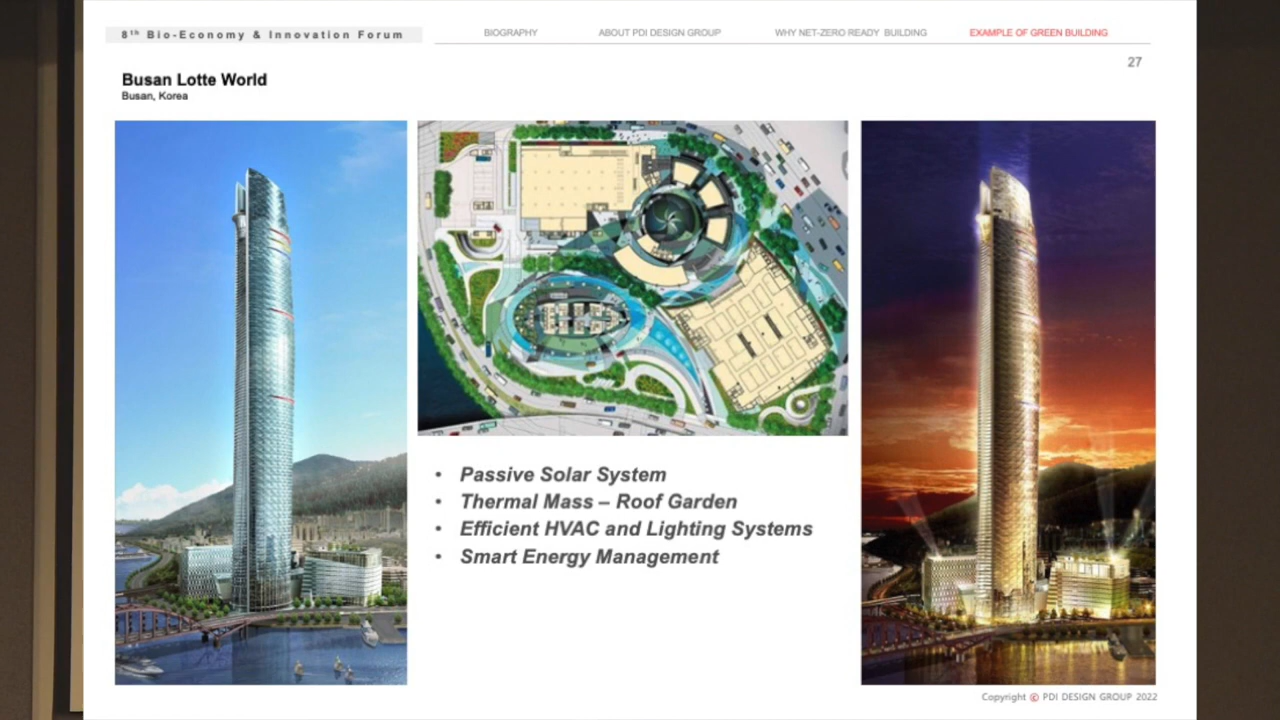 8th Bio-Economy & Innovation Forum
BIOGRAPHY
ABOUT PDI DESIGN GROUP
WHY NET-ZERO READY BUILDING
EXAMPLE OF GREEN BUILDING
27
Busan Lotte World
Busan, Korea
• Passive Solar System
• Thermal Mass – Roof Garden
• Efficient HVAC and Lighting Systems
• Smart Energy Management
Copyright © PDI DESIGN GROUP 2022